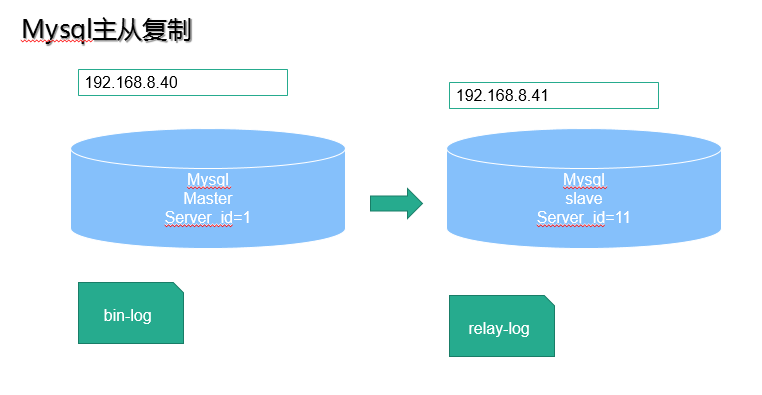 Mysql主从复制
192.168.8.40
192.168.8.41
Mysql
Master
Server_id=1
Mysql
slave
Server_id=11
bin-log
relay-log